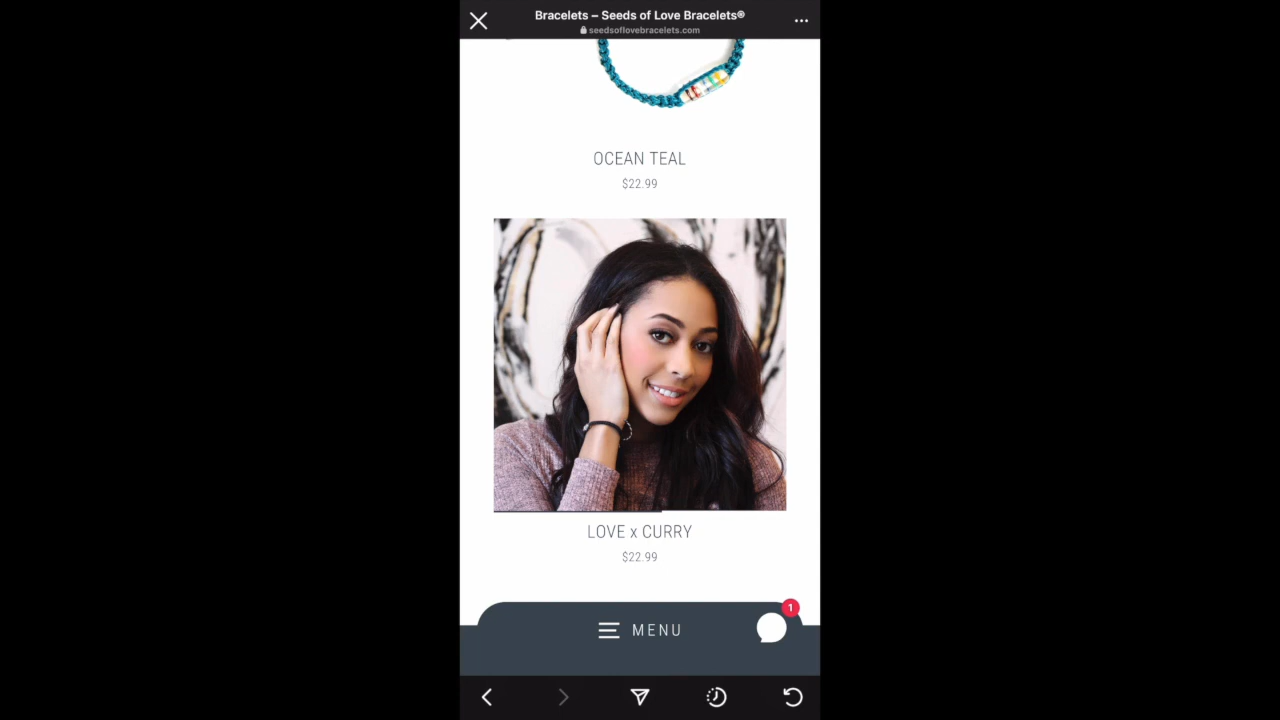 Bracelets – Seeds of Love Bracelets®
seedsoflovebracelets.com
OCEAN TEAL
$22.99
LOVE x CURRY
$22.99
1
MENU